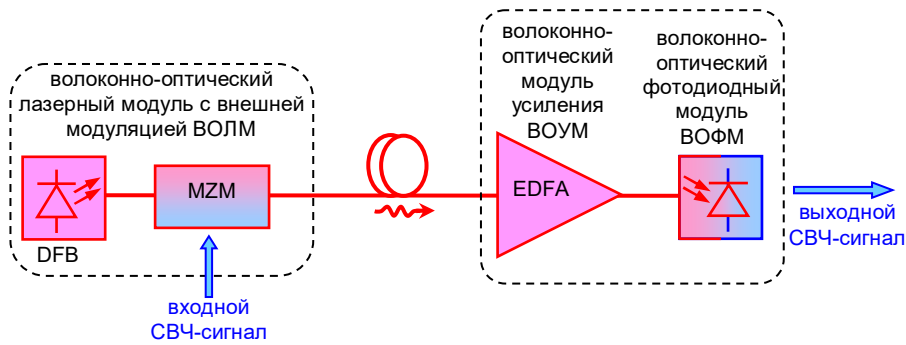 волоконно-оптический
лазерный модуль с внешней
модуляцией ВОЛМ
DFB
MZM
входной
СВЧ-сигнал
волоконно-
оптический
модуль
усиления
ВОУМ
EDFA
волоконно-
оптический
фотодиодный
модуль
ВОФМ
выходной
СВЧ-сигнал